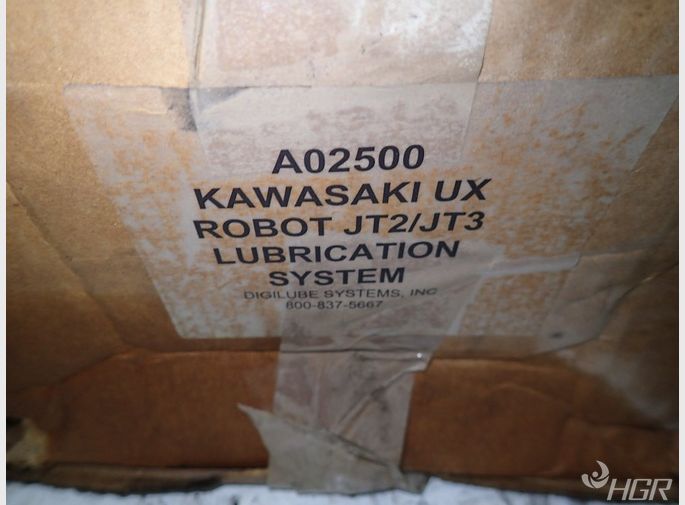 A02500
KAWASAKI UX
ROBOT JT2/JT3
LUBRICATION
SYSTEM
DIGILUBE SYSTEMS, INC
800-837-5667
HGR